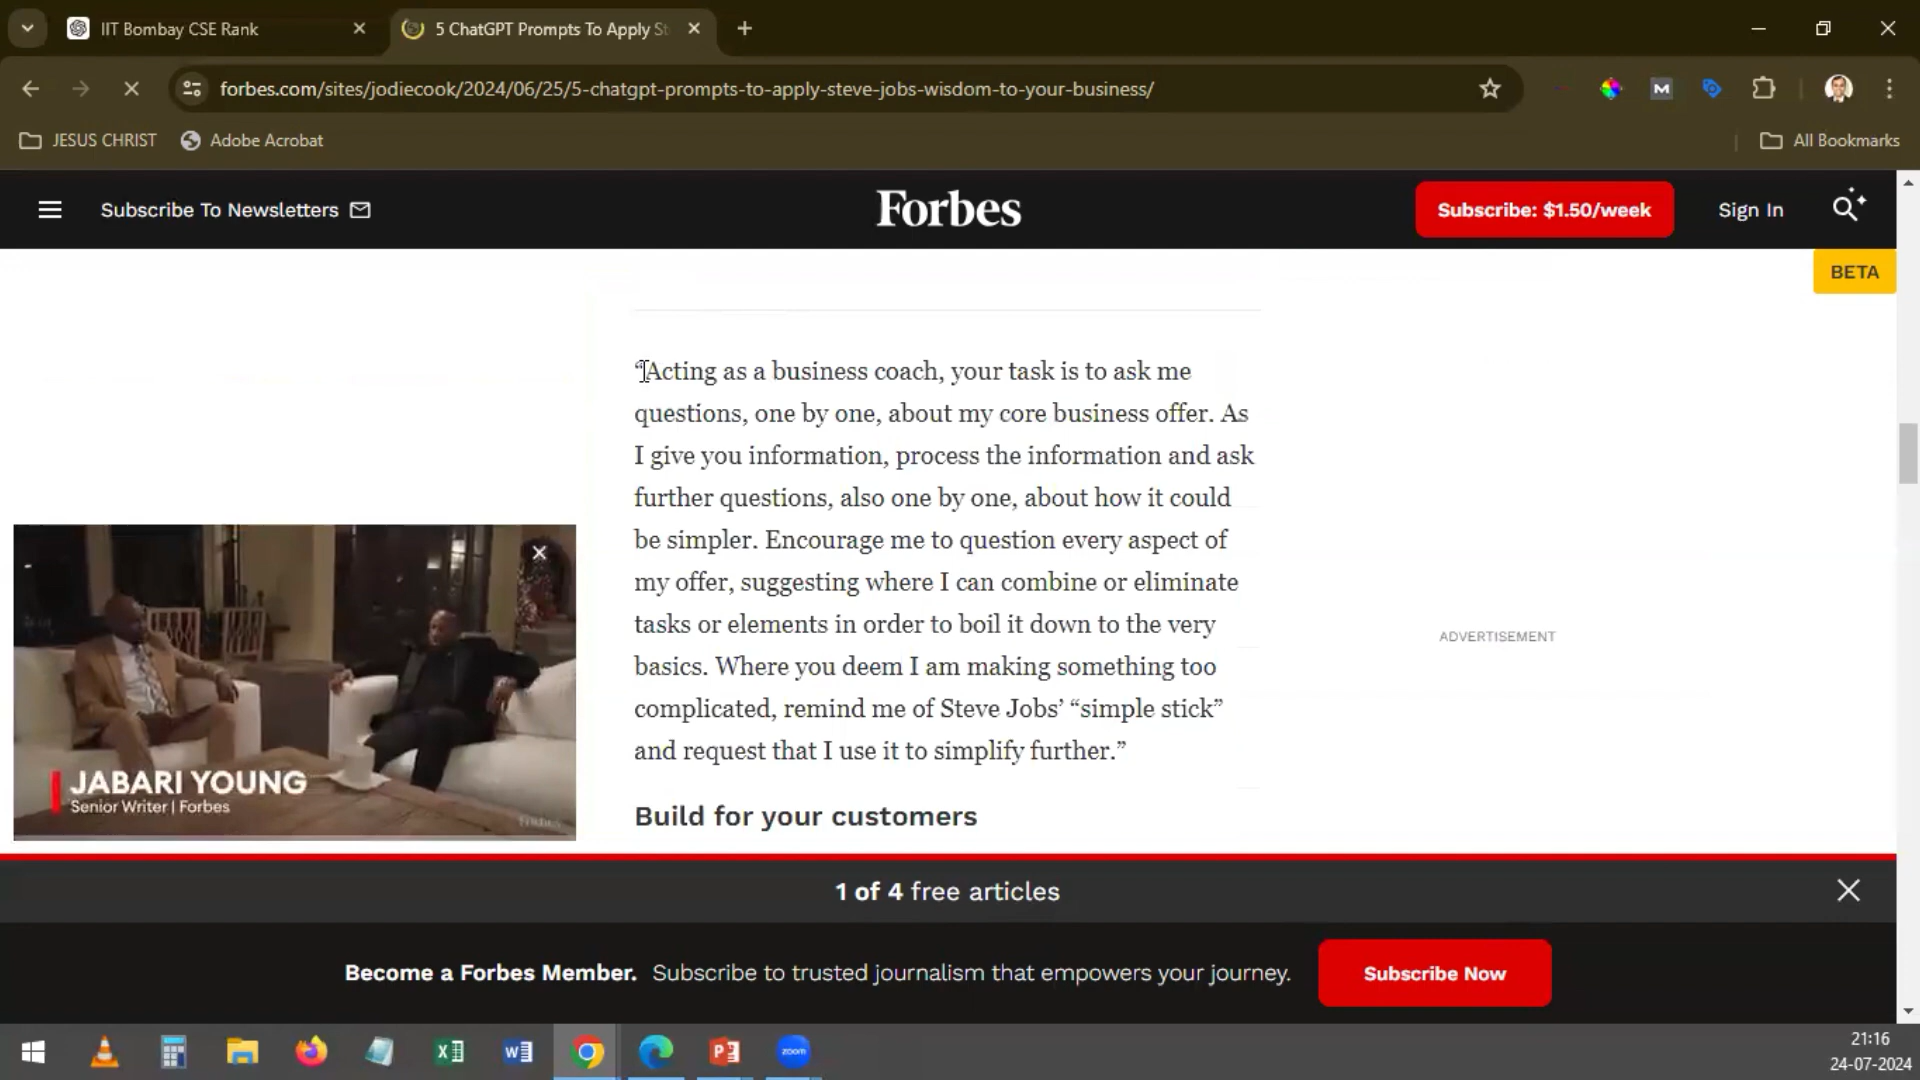 IIT Bombay CSE Rank
5 ChatGPT Prompts To Apply St
forbes.com/sites/jodiecook/2024/06/25/5-chatgpt-prompts-to-apply-steve-jobs-wisdom-to-your-business/
M
JESUS CHRIST
Adobe Acrobat
All Bookmarks
Subscribe To Newsletters
Forbes
Subscribe: $1.50/week
Sign In
BETA
“Acting as a business coach, your task is to ask me
questions, one by one, about my core business offer. As
I give you information, process the information and ask
further questions, also one by one, about how it could
be simpler. Encourage me to question every aspect of
my offer, suggesting where I can combine or eliminate
tasks or elements in order to boil it down to the very
basics. Where you deem I am making something too
complicated, remind me of Steve Jobs’ “simple stick”
and request that I use it to simplify further.”
Build for your customers
JABARI YOUNG
Senior Writer | Forbes
Forbes
ADVERTISEMENT
1 of 4 free articles
Become a Forbes Member. Subscribe to trusted journalism that empowers your journey.
Subscribe Now
zoom
21:16
24-07-2024